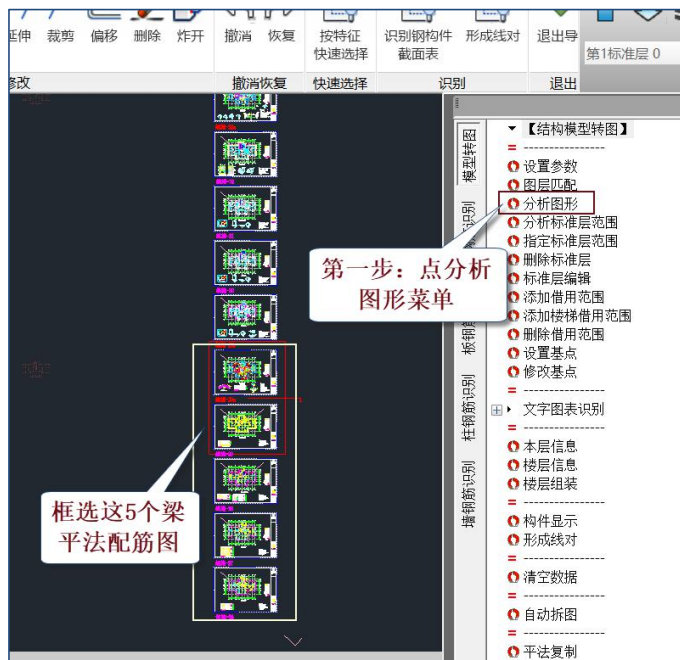 延伸 裁剪 偏移 删除 炸开 撤消 恢复 按特征 快速选择 识别钢构件 截面表 形成线对 退出导
第1标准层 0
修改 撤消恢复 快速选择 识别 退出
模型转图
板钢筋识别
柱钢筋识别
墙钢筋识别
【结构模型转图】
= ---------------
设置参数
图层匹配
分析图形
分析标准层范围
指定标准层范围
删除标准层
标准层编辑
添加借用范围
添加楼梯借用范围
删除借用范围
设置基点
修改基点
= ---------------
文字图表识别
= ---------------
本层信息
楼层信息
楼层组装
= ---------------
构件显示
形成线对
= ---------------
清空数据
= ---------------
自动拆图
= ---------------
平法复制
第一步：点分析
图形菜单
框选这5个梁
平法配筋图